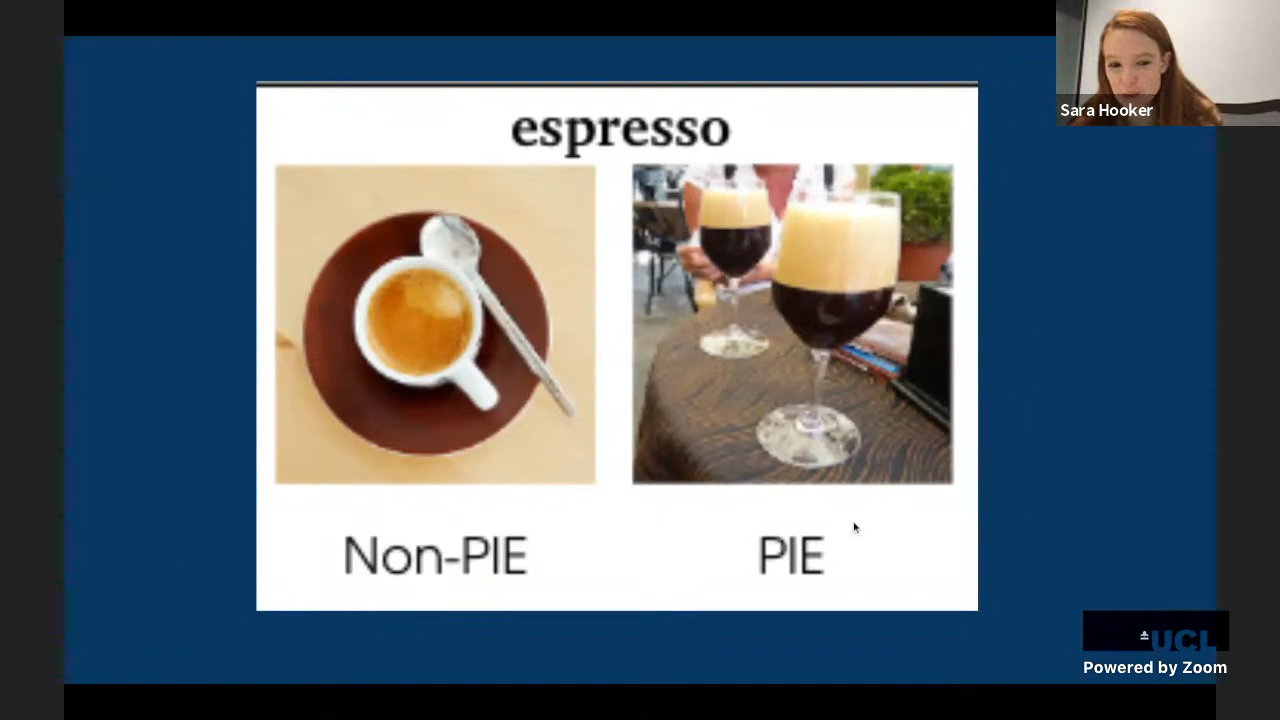 espresso
Sara Hooker
Non-PIE
PIE
UCL
Powered by Zoom